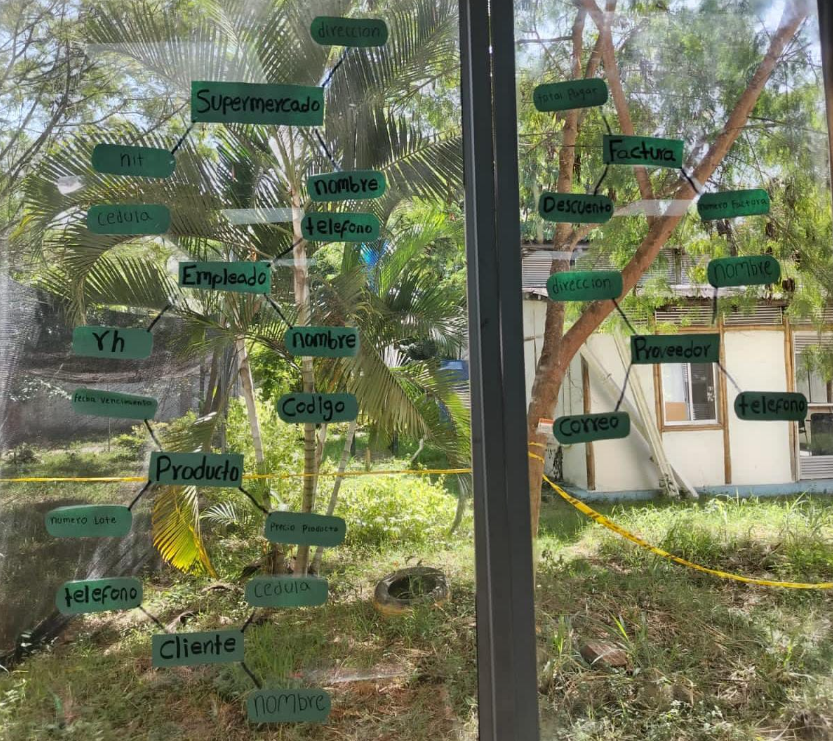 direccion
Supermercado
nit
nombre
cedula
telefono
Empleado
Yh
nombre
fecha vencimiento
Codigo
Producto
numero Lote
Precio Producto
telefono
cedula
Cliente
nombre
total Pagar
Factura
Descuento
numero factura
direccion
nombre
Proveedor
Correo
telefono